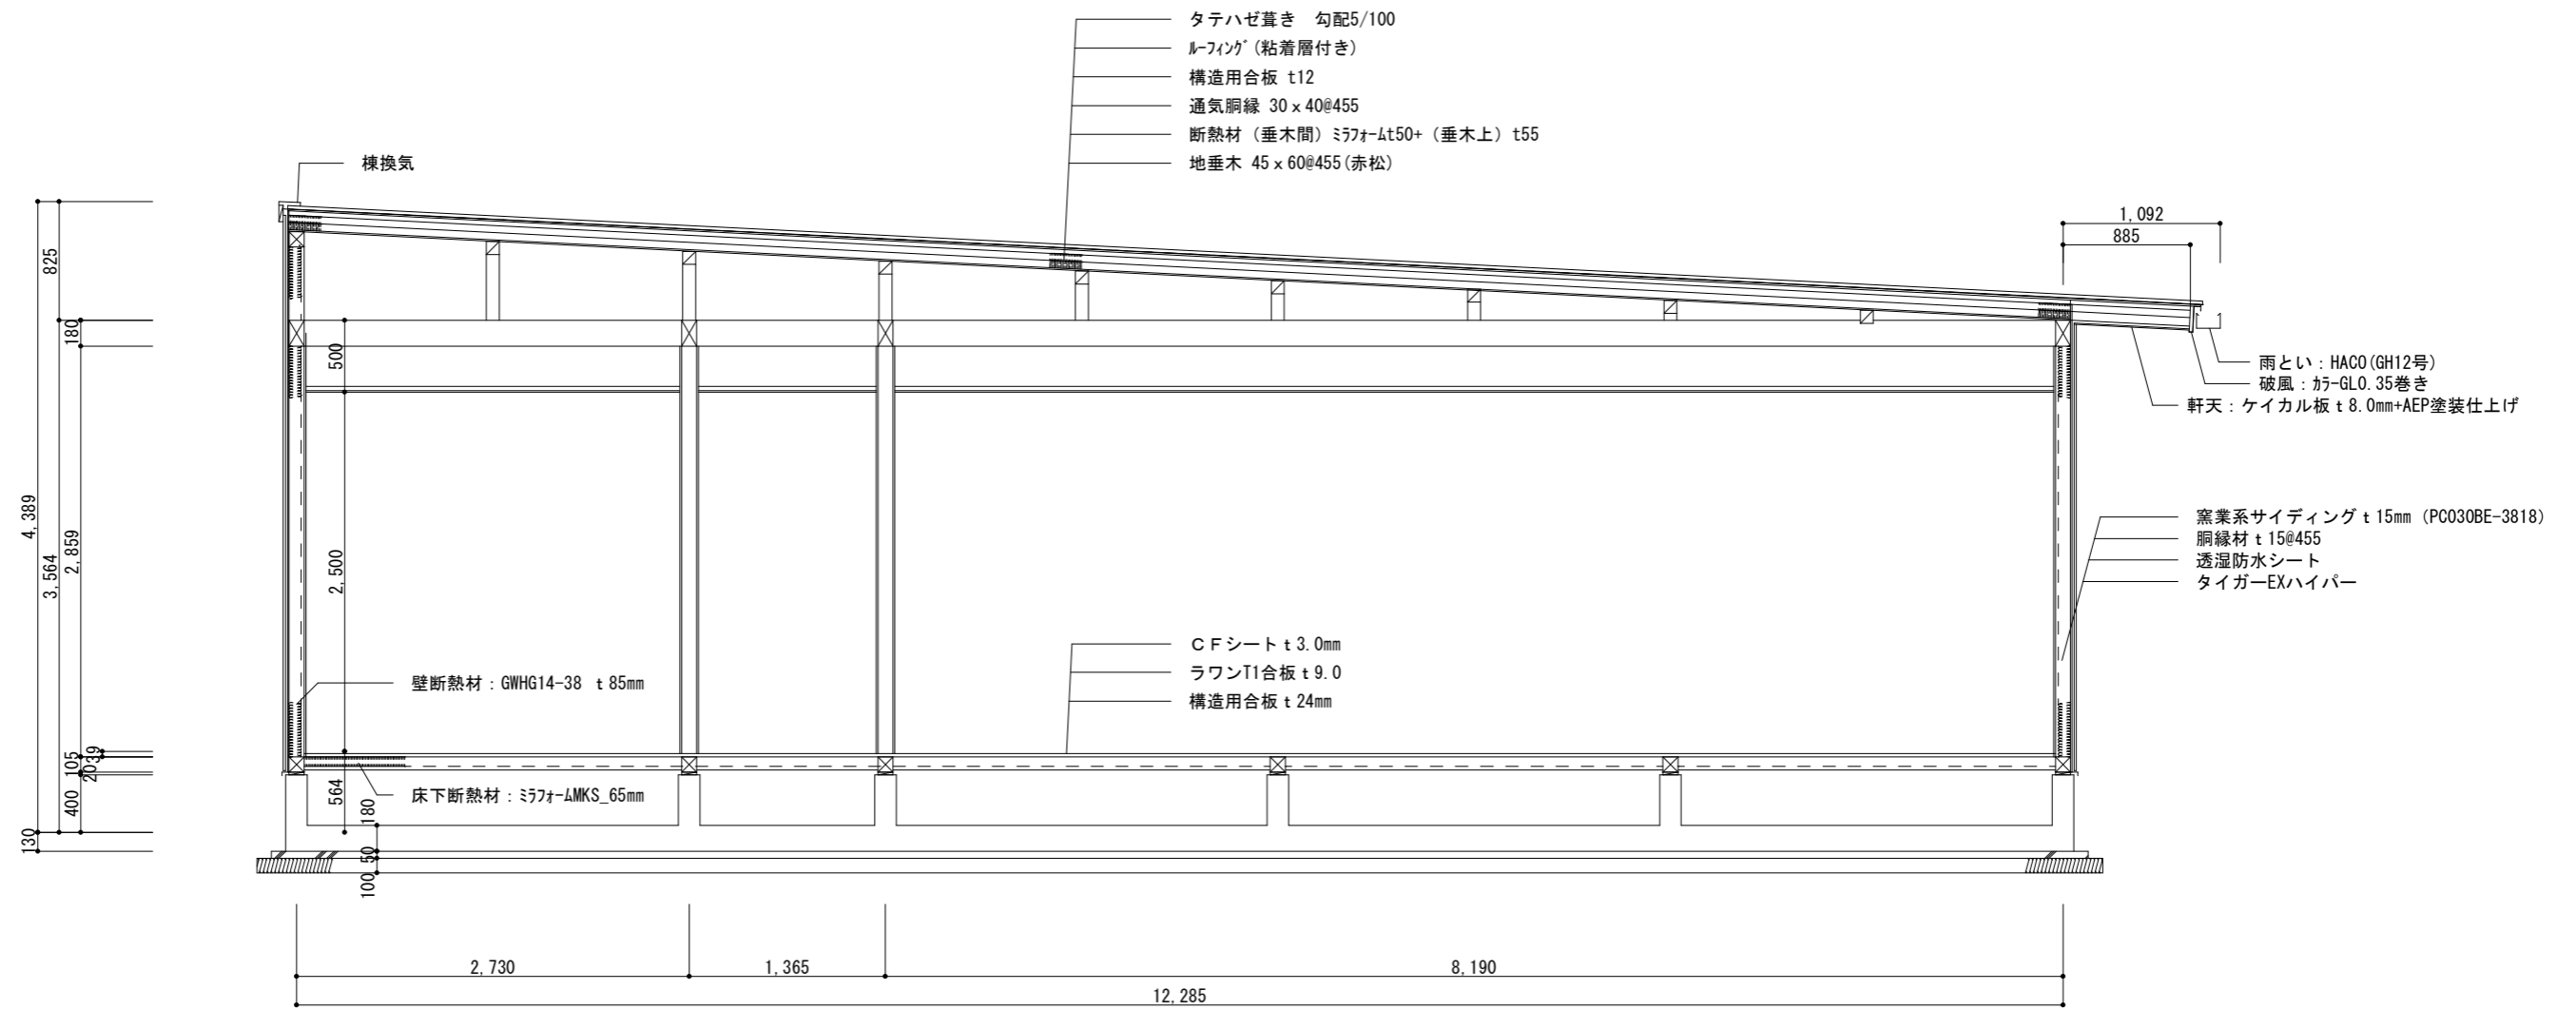 タテハゼ葺き　勾配5/100
ﾙｰﾌｨﾝｸﾞ(粘着層付き)
構造用合板 t12
通気胴縁 30ｘ40@455
断熱材（垂木間）ﾐﾗﾌｫｰﾑt50+（垂木上）t55
地垂木 45ｘ60@455(赤松)
棟換気
1,092
885
825
180
500
雨とい：HACO(GH12号)
破風：ｶﾗｰGL0.35巻き
軒天：ケイカル板ｔ8.0mm+AEP塗装仕上げ
4,389
3,564
2,859
2,500
窯業系サイディングｔ15mm（PC030BE-3818）
胴縁材ｔ15@455
透湿防水シート
タイガーEXハイパー
ＣＦシートｔ3.0mm
ラワンT1合板ｔ9.0
構造用合板ｔ24mm
壁断熱材：GWHG14-38　ｔ85mm
39
105
20
400
130
564
180
床下断熱材：ﾐﾗﾌｫｰﾑMKS_65mm
50
100
2,730
1,365
8,190
12,285